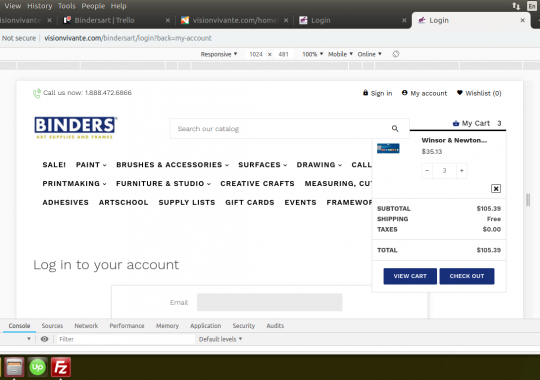 View History Tools People Help
En
visionvivante Bindersart | Trello visionvivante.com/home Login Login
Not secure | visionvivante.com/bindersart/login?back=my-account
Responsive 1024 × 481 100% Mobile Online
Call us now: 1.888.472.6866 Sign in My account Wishlist (0)
BINDERS
ART SUPPLIES AND FRAMES
Search our catalog
My Cart 3
Winsor & Newton...
$35.13
− 3 +
SALE! PAINT BRUSHES & ACCESSORIES SURFACES DRAWING CALL
PRINTMAKING FURNITURE & STUDIO CREATIVE CRAFTS MEASURING, CUT
ADHESIVES ARTSCHOOL SUPPLY LISTS GIFT CARDS EVENTS FRAMEWOR
SUBTOTAL $105.39
SHIPPING Free
TAXES $0.00
TOTAL $105.39
VIEW CART CHECK OUT
Log in to your account
Email
Console Sources Network Performance Memory Application Security Audits
Filter Default levels
up Fz